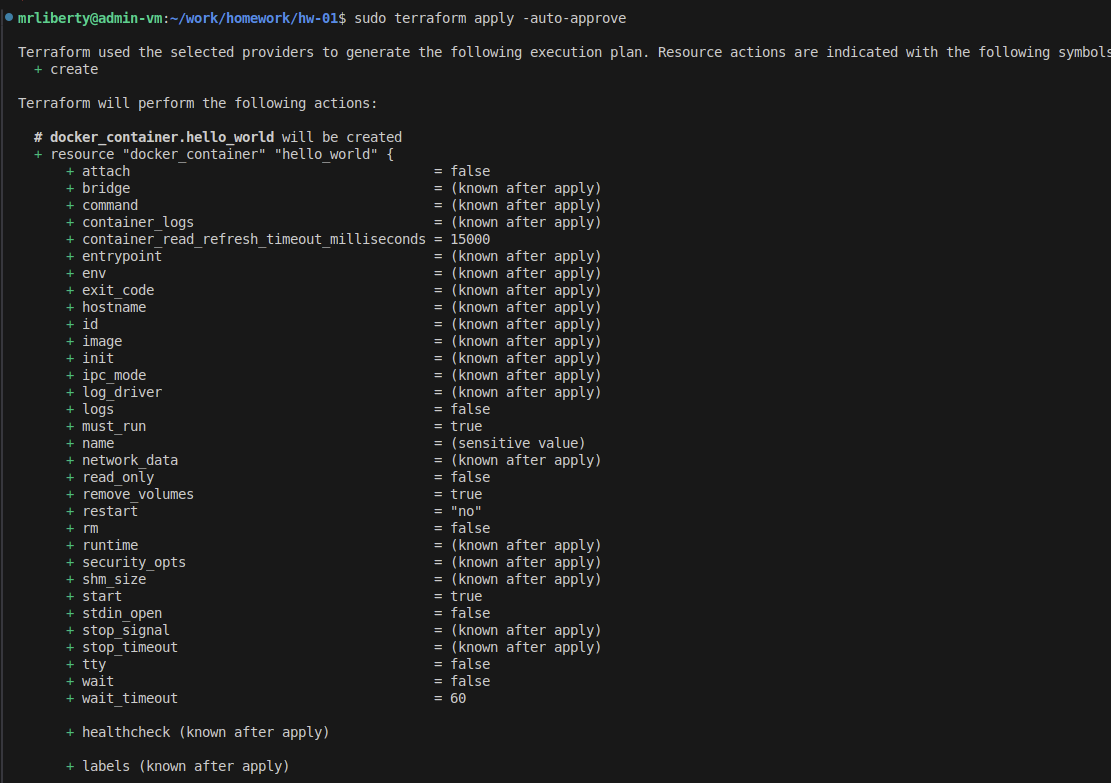 mrliberty@admin-vm:~/work/homework/hw-01$ sudo terraform apply -auto-approve
Terraform used the selected providers to generate the following execution plan. Resource actions are indicated with the following symbols
+ create
Terraform will perform the following actions:
# docker_container.hello_world will be created
+ resource "docker_container" "hello_world" {
+ attach = false
+ bridge = (known after apply)
+ command = (known after apply)
+ container_logs = (known after apply)
+ container_read_refresh_timeout_milliseconds = 15000
+ entrypoint = (known after apply)
+ env = (known after apply)
+ exit_code = (known after apply)
+ hostname = (known after apply)
+ id = (known after apply)
+ image = (known after apply)
+ init = (known after apply)
+ ipc_mode = (known after apply)
+ log_driver = (known after apply)
+ logs = false
+ must_run = true
+ name = (sensitive value)
+ network_data = (known after apply)
+ read_only = false
+ remove_volumes = true
+ restart = "no"
+ rm = false
+ runtime = (known after apply)
+ security_opts = (known after apply)
+ shm_size = (known after apply)
+ start = true
+ stdin_open = false
+ stop_signal = (known after apply)
+ stop_timeout = (known after apply)
+ tty = false
+ wait = false
+ wait_timeout = 60
+ healthcheck (known after apply)
+ labels (known after apply)